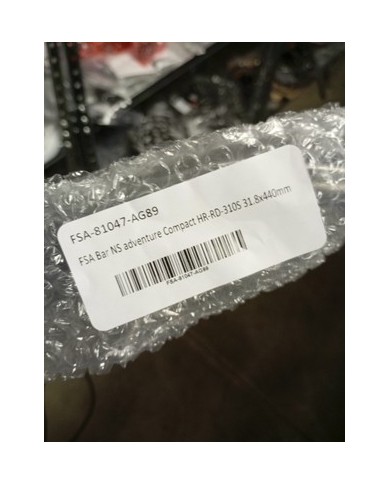 FSA-81047-AG89
FSA Bar NS adventure Compact HR-RD-310S 31.8x440mm
FSA-81047-AG89